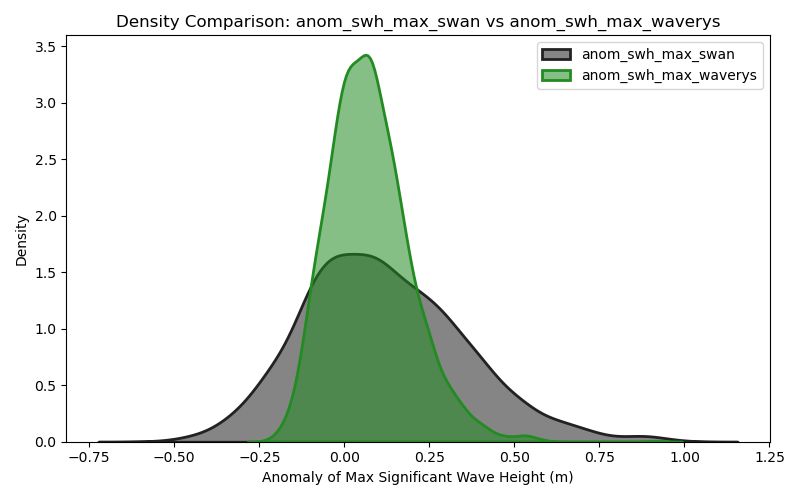 Density Comparison: anom_swh_max_swan vs anom_swh_max_waverys
anom_swh_max_swan
anom_swh_max_waverys
Density
3.5
3.0
2.5
2.0
1.5
1.0
0.5
0.0
−0.75 −0.50 −0.25 0.00 0.25 0.50 0.75 1.00 1.25
Anomaly of Max Significant Wave Height (m)